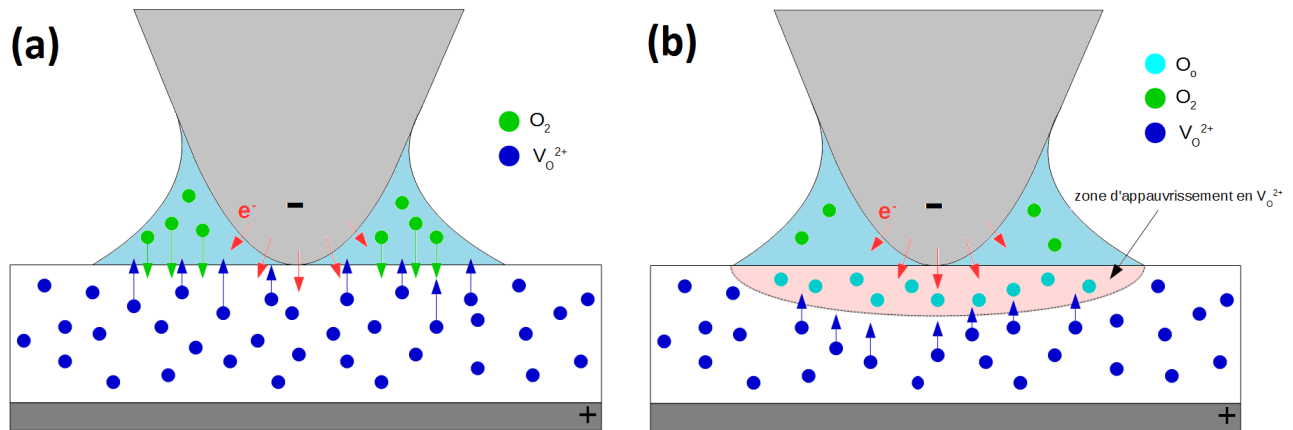 (a)
O2
VO2+
e-
-
+
(b)
Oo
O2
VO2+
zone d'appauvrissement en VO2+
e-
-
+